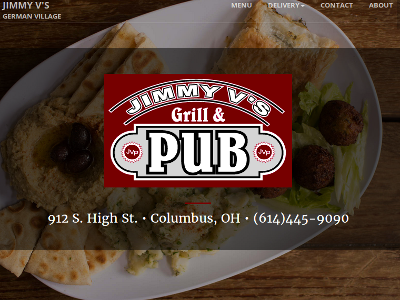 JIMMY V'S
GERMAN VILLAGE
MENU DELIVERY CONTACT ABOUT
JIMMY V'S
Grill &
PUB
JVP JVP
912 S. High St. • Columbus, OH • (614)445-9090